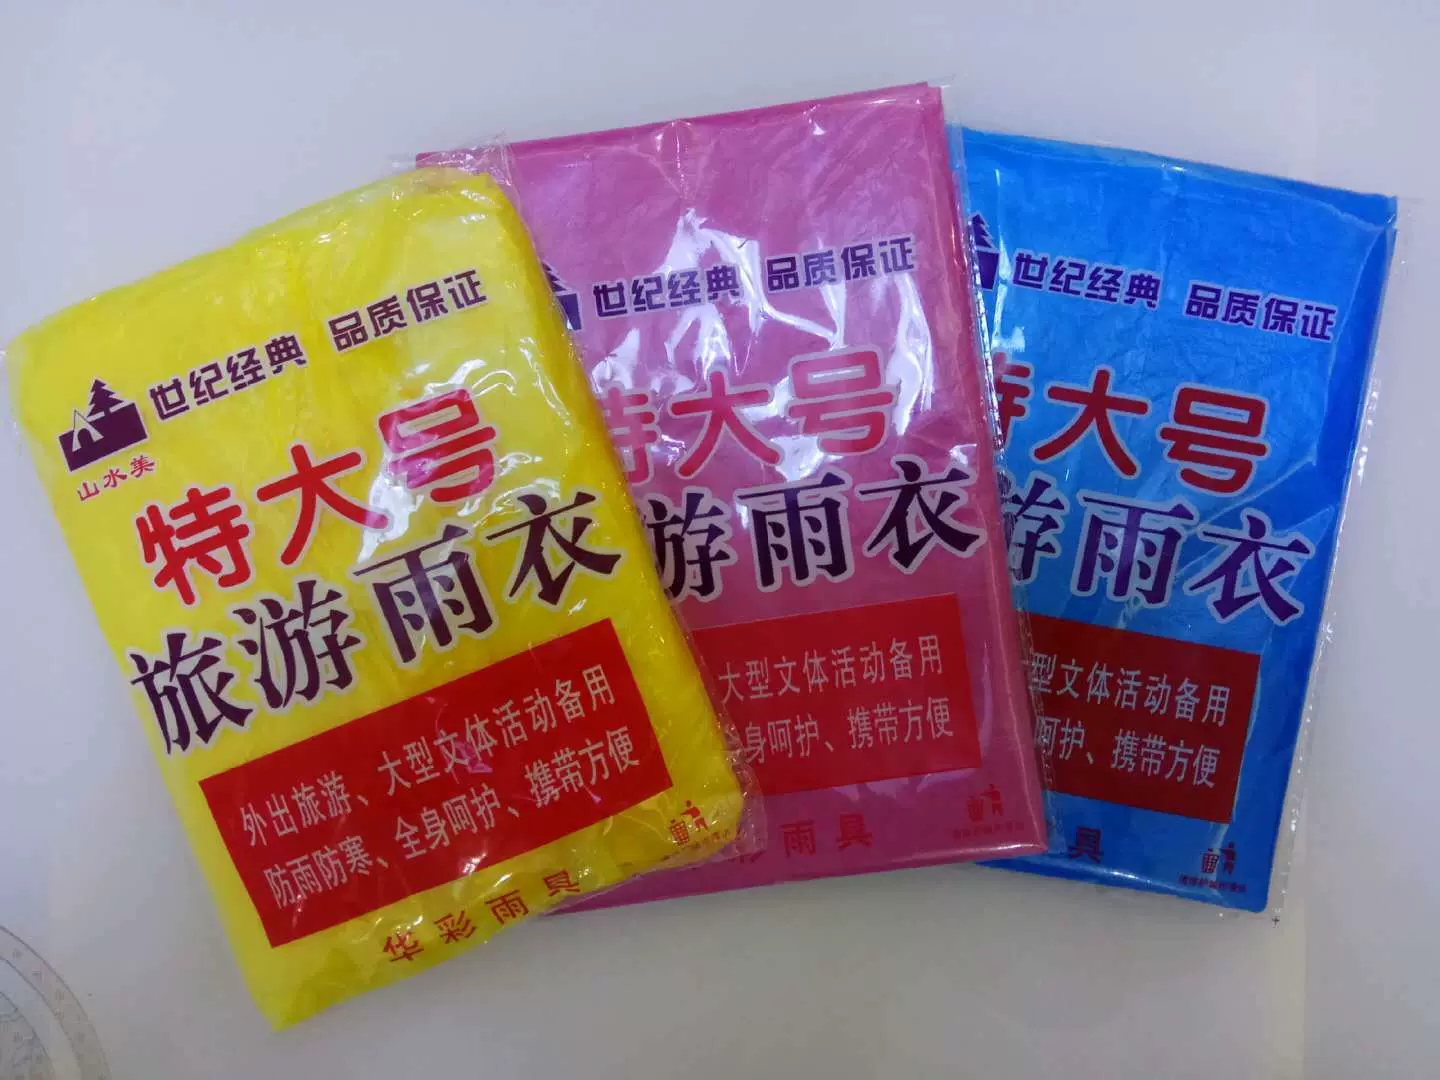 世纪经典 品质保证
山水美
特大号
旅游雨衣
外出旅游、大型文体活动备用
防雨防寒、全身呵护、携带方便
华彩雨具
世纪经典 品质保证
特大号
游雨衣
大型文体活动备用
全身呵护、携带方便
彩雨具
世纪经典 品质保证
特大号
游雨衣
型文体活动备用
呵护、携带方便
具